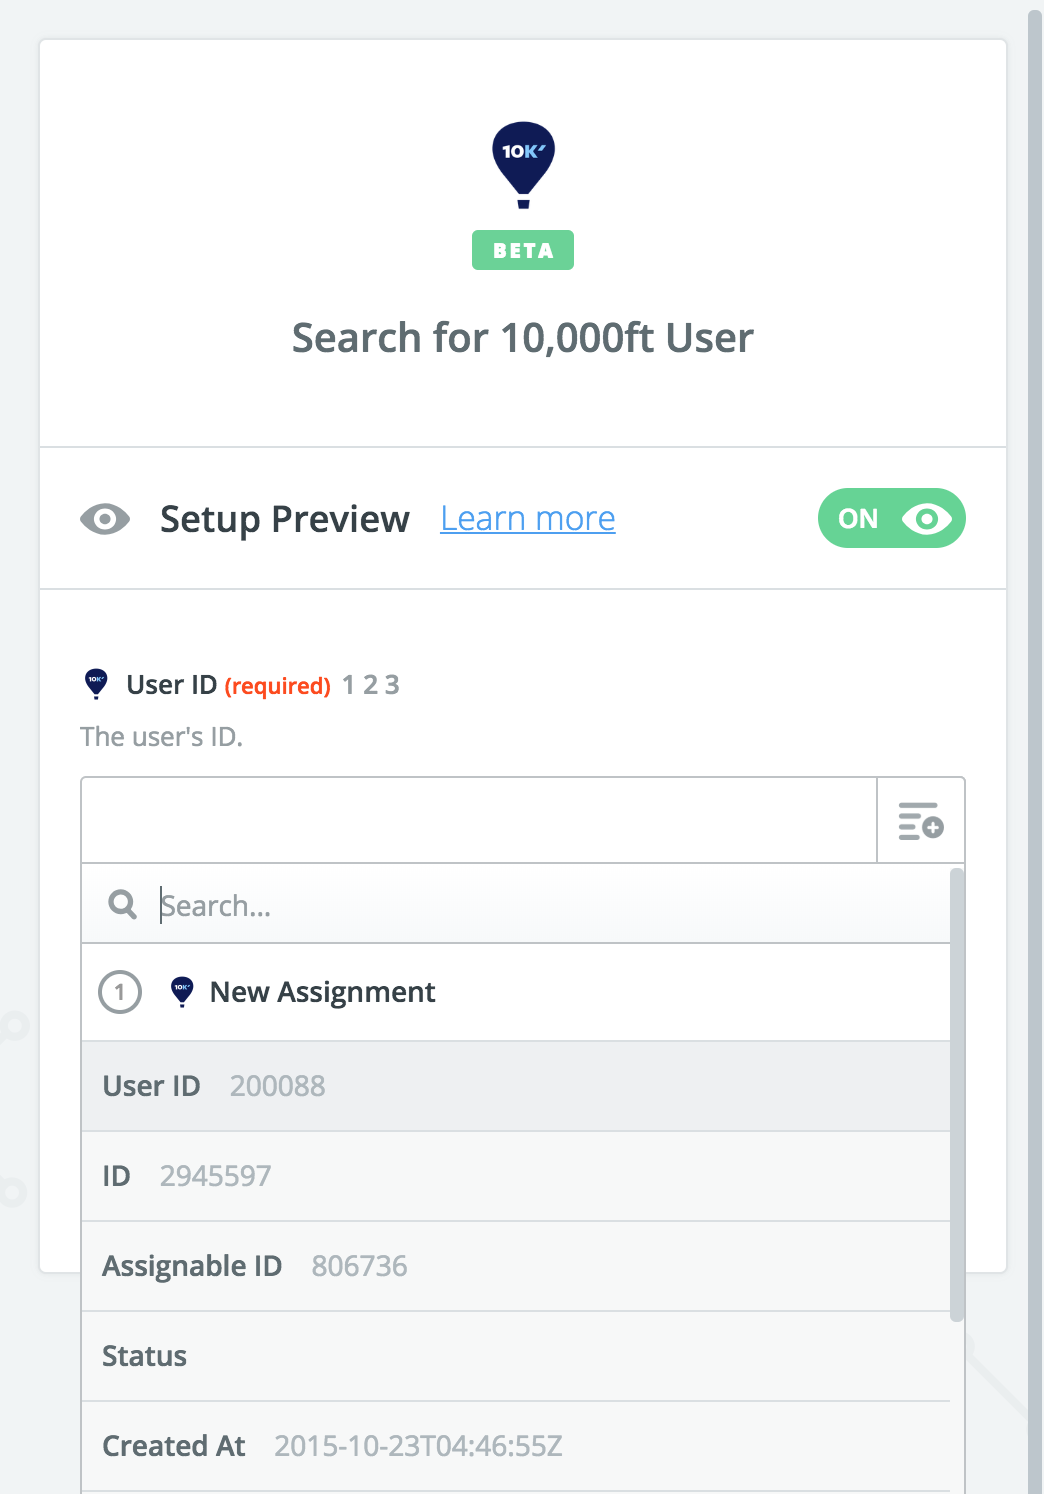 10K'
BETA
Search for 10,000ft User
Setup Preview Learn more ON
10K' User ID (required) 1 2 3
The user's ID.
Search...
1 10K' New Assignment
User ID 200088
ID 2945597
Assignable ID 806736
Status
Created At 2015-10-23T04:46:55Z